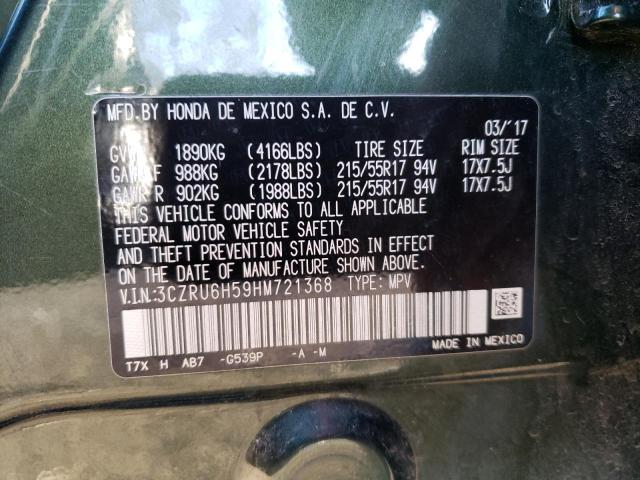 MFD.BY HONDA DE MEXICO S.A. DE C.V.
03/'17
GVWR 1890KG (4166LBS) TIRE SIZE RIM SIZE
GAWR F 988KG (2178LBS) 215/55R17 94V 17X7.5J
GAWR R 902KG (1988LBS) 215/55R17 94V 17X7.5J
THIS VEHICLE CONFORMS TO ALL APPLICABLE
FEDERAL MOTOR VEHICLE SAFETY
AND THEFT PREVENTION STANDARDS IN EFFECT
ON THE DATE OF MANUFACTURE SHOWN ABOVE.
V.I.N.:3CZRU6H59HM721368 TYPE: MPV
T7X H AB7 -G539P -A -M
MADE IN MEXICO